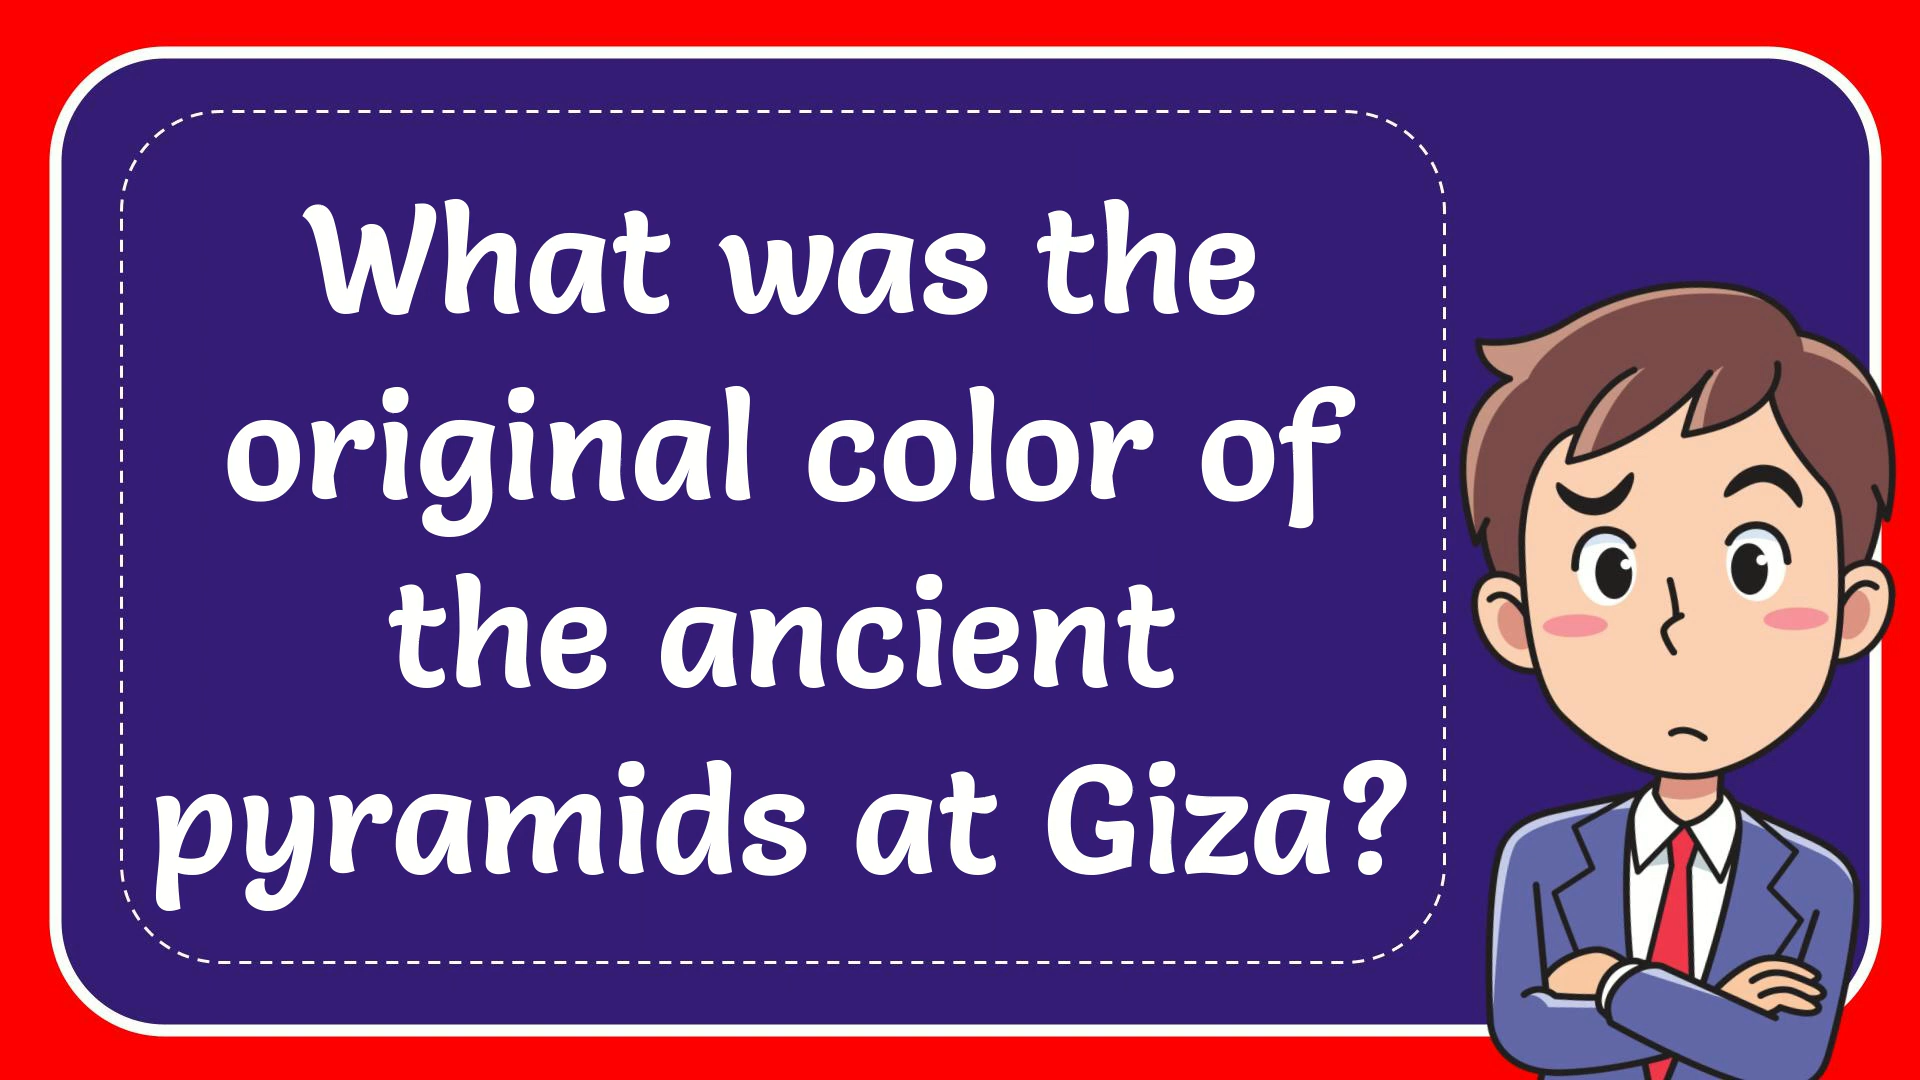 What was the
original color of
the ancient
pyramids at Giza?